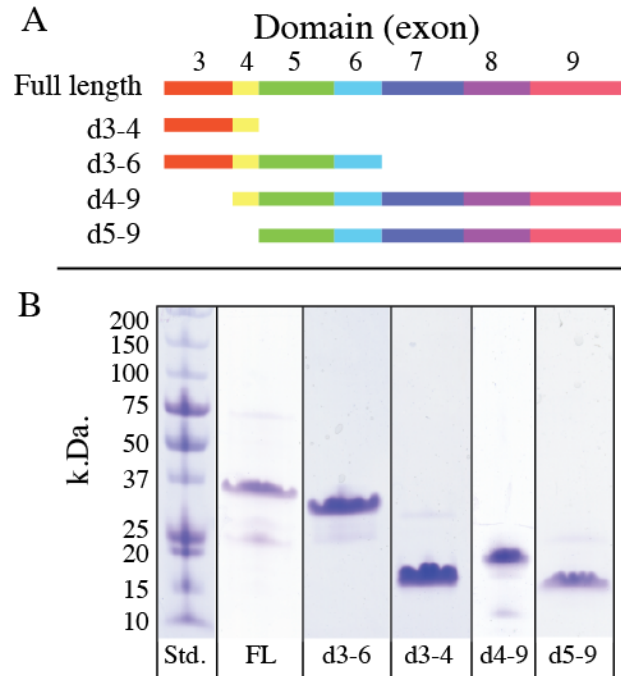 A
Domain (exon)
3 4 5 6 7 8 9
Full length
d3-4
d3-6
d4-9
d5-9
B
k.Da.
200
150
100
75
50
37
25
20
15
10
Std. FL d3-6 d3-4 d4-9 d5-9